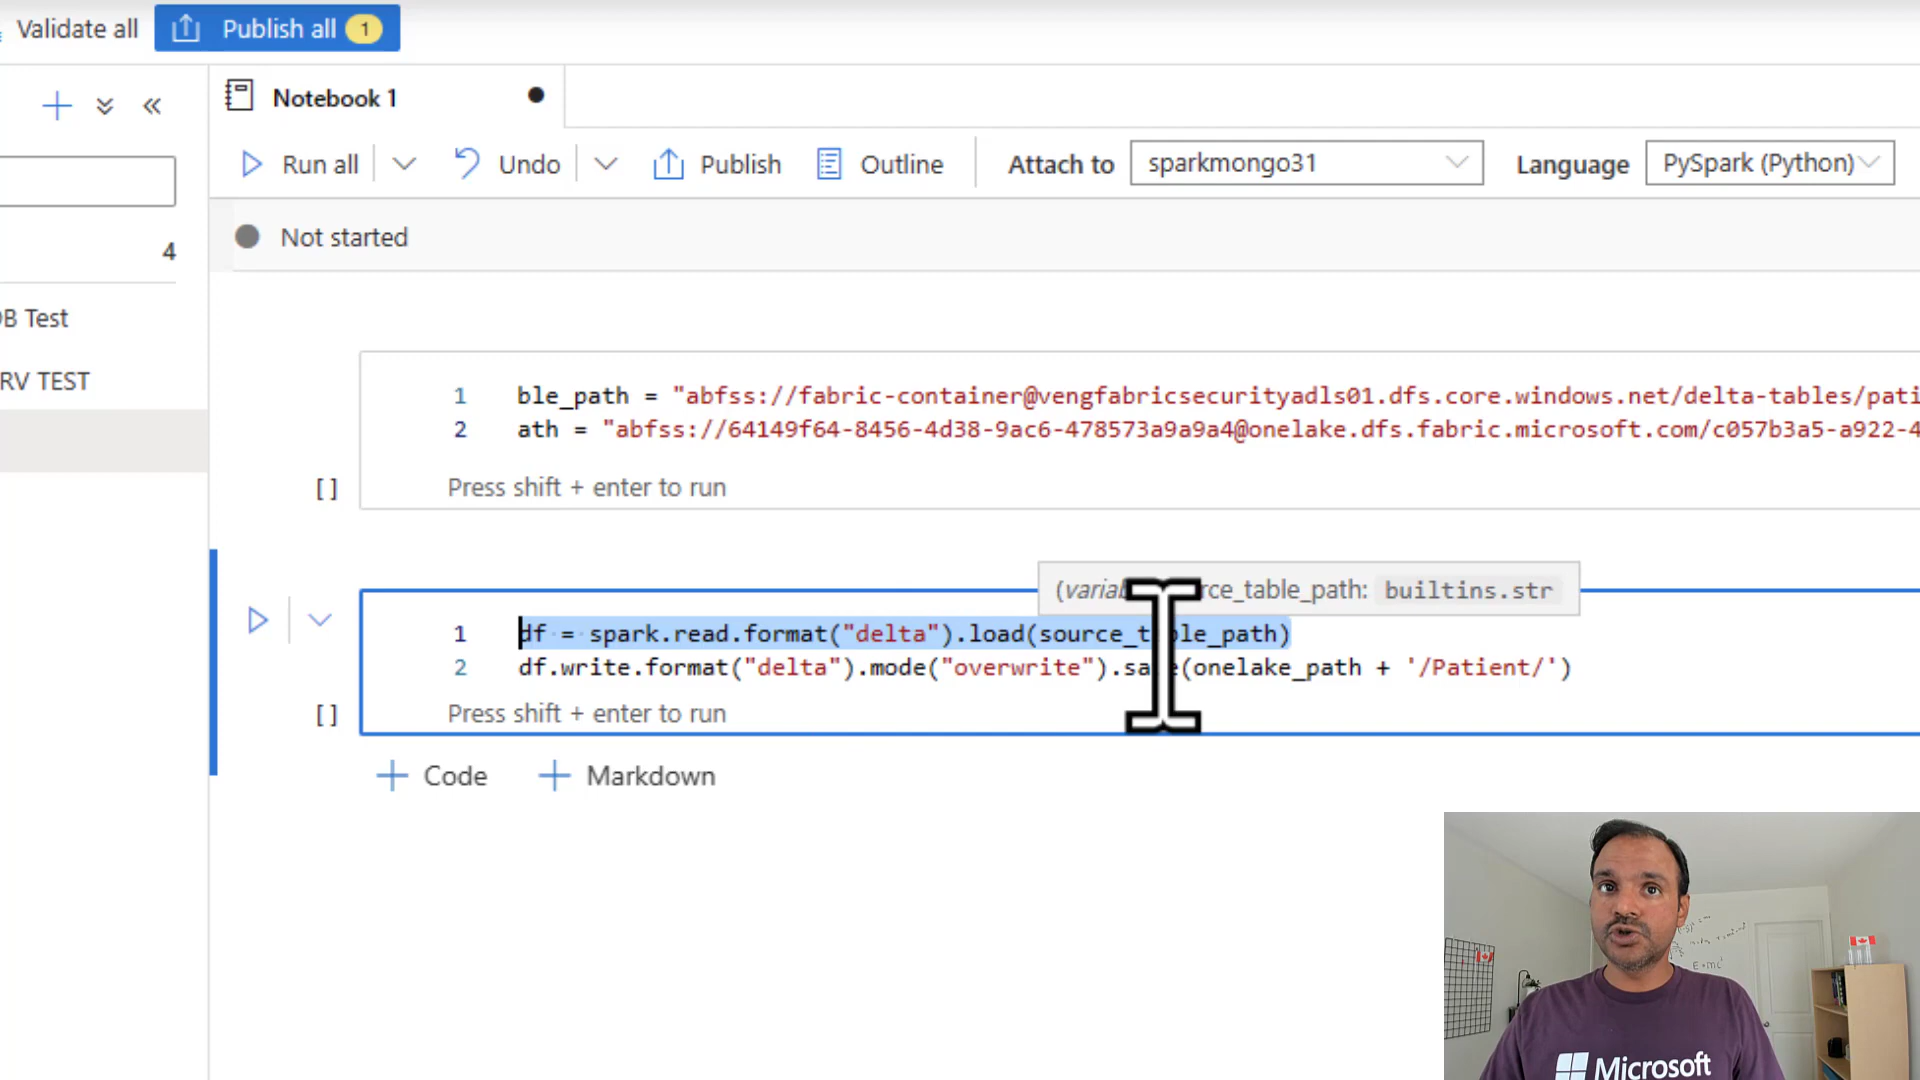 Validate all
Publish all 1
Notebook 1
Run all
Undo
Publish
Outline
Attach to
sparkmongo31
Language
PySpark (Python)
4
Not started
DB Test
RV TEST
1 ble_path = "abfss://fabric-container@vengfabricsecurityadls01.dfs.core.windows.net/delta-tables/pati
2 ath = "abfss://64149f64-8456-4d38-9ac6-478573a9a9a4@onelake.dfs.fabric.microsoft.com/c057b3a5-a922-4
[ ]
Press shift + enter to run
(varia rce_table_path: builtins.str
1 df = spark.read.format("delta").load(source_table_path)
2 df.write.format("delta").mode("overwrite").save(onelake_path + '/Patient/')
[ ]
Press shift + enter to run
Code
Markdown
E=mc²
Microsoft